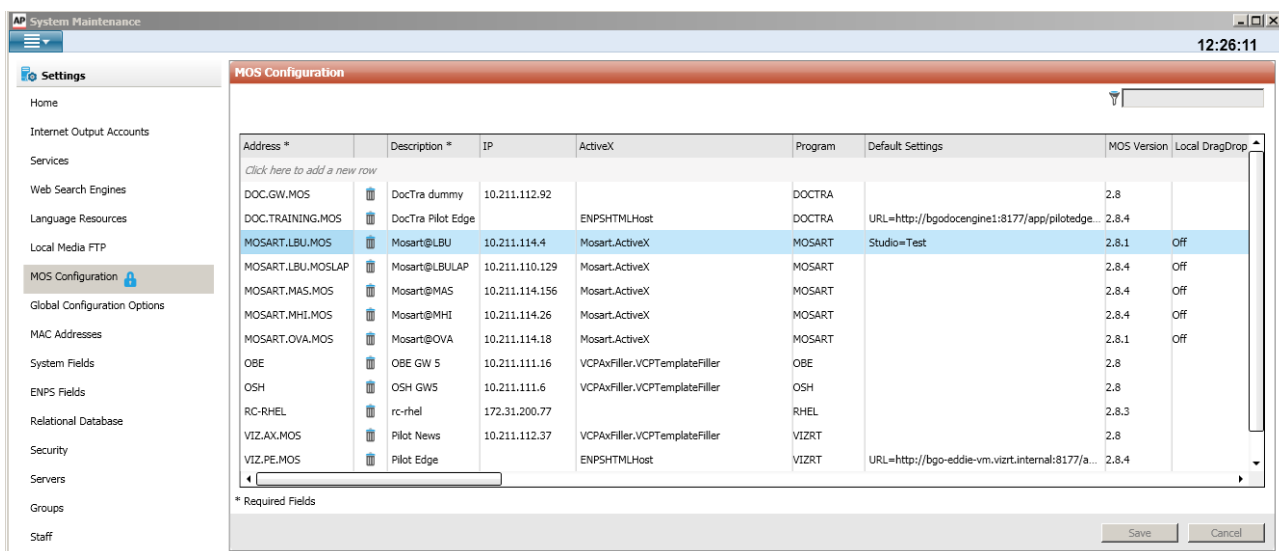 AP System Maintenance
12:26:11
Settings
Home
Internet Output Accounts
Services
Web Search Engines
Language Resources
Local Media FTP
MOS Configuration
Global Configuration Options
MAC Addresses
System Fields
ENPS Fields
Relational Database
Security
Servers
Groups
Staff
MOS Configuration
Address * Description * IP ActiveX Program Default Settings MOS Version Local DragDrop
Click here to add a new row
DOC.GW.MOS DocTra dummy 10.211.112.92 DOCTRA 2.8
DOC.TRAINING.MOS DocTra Pilot Edge ENPSHTMLHost DOCTRA URL=http://bgodocengine1:8177/app/pilotedge... 2.8.4
MOSART.LBU.MOS Mosart@LBU 10.211.114.4 Mosart.ActiveX MOSART Studio=Test 2.8.1 Off
MOSART.LBU.MOSLAP Mosart@LBULAP 10.211.110.129 Mosart.ActiveX MOSART 2.8.4 Off
MOSART.MAS.MOS Mosart@MAS 10.211.114.156 Mosart.ActiveX MOSART 2.8.4 Off
MOSART.MHI.MOS Mosart@MHI 10.211.114.26 Mosart.ActiveX MOSART 2.8.4 Off
MOSART.OVA.MOS Mosart@OVA 10.211.114.18 Mosart.ActiveX MOSART 2.8.1 Off
OBE OBE GW 5 10.211.111.16 VCPAxFiller.VCPTemplateFiller OBE 2.8
OSH OSH GW5 10.211.111.6 VCPAxFiller.VCPTemplateFiller OSH 2.8
RC-RHEL rc-rhel 172.31.200.77 RHEL 2.8.3
VIZ.AX.MOS Pilot News 10.211.112.37 VCPAxFiller.VCPTemplateFiller VIZRT 2.8
VIZ.PE.MOS Pilot Edge ENPSHTMLHost VIZRT URL=http://bgo-eddie-vm.vizrt.internal:8177/a... 2.8.4
* Required Fields
Save Cancel